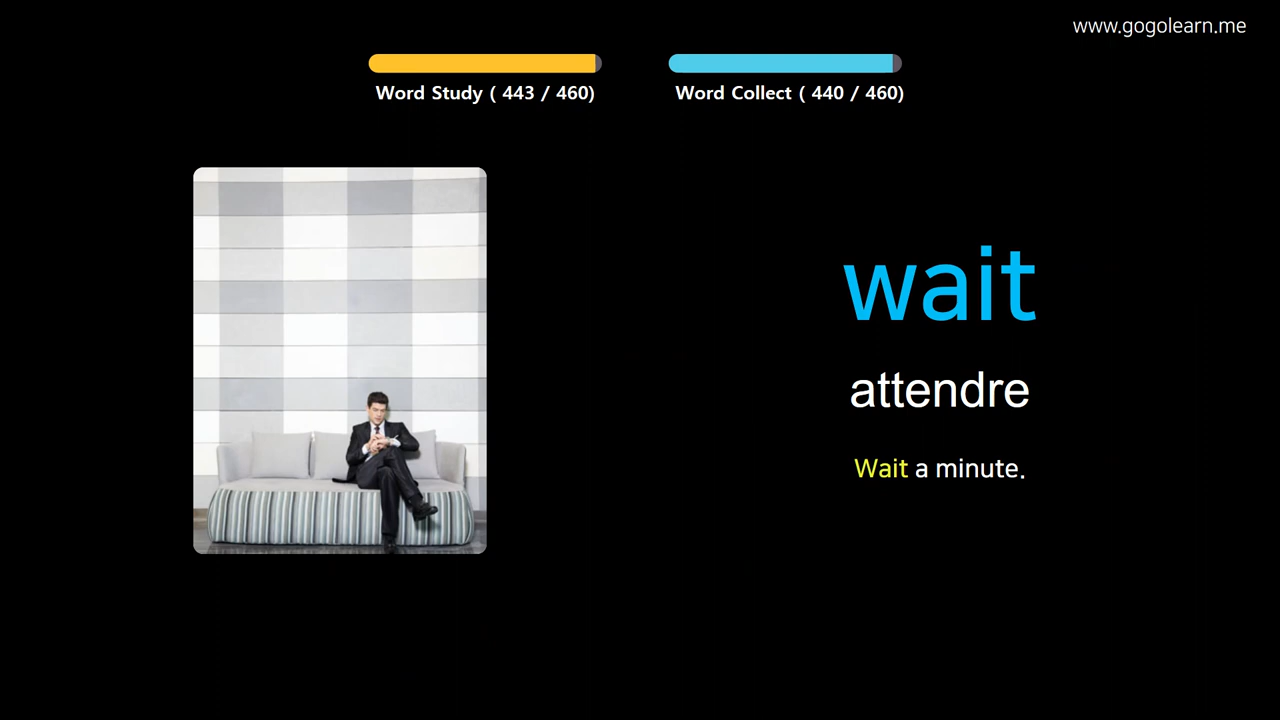 www.gogolearn.me
Word Study ( 443 / 460)
Word Collect ( 440 / 460)
wait
attendre
Wait a minute.